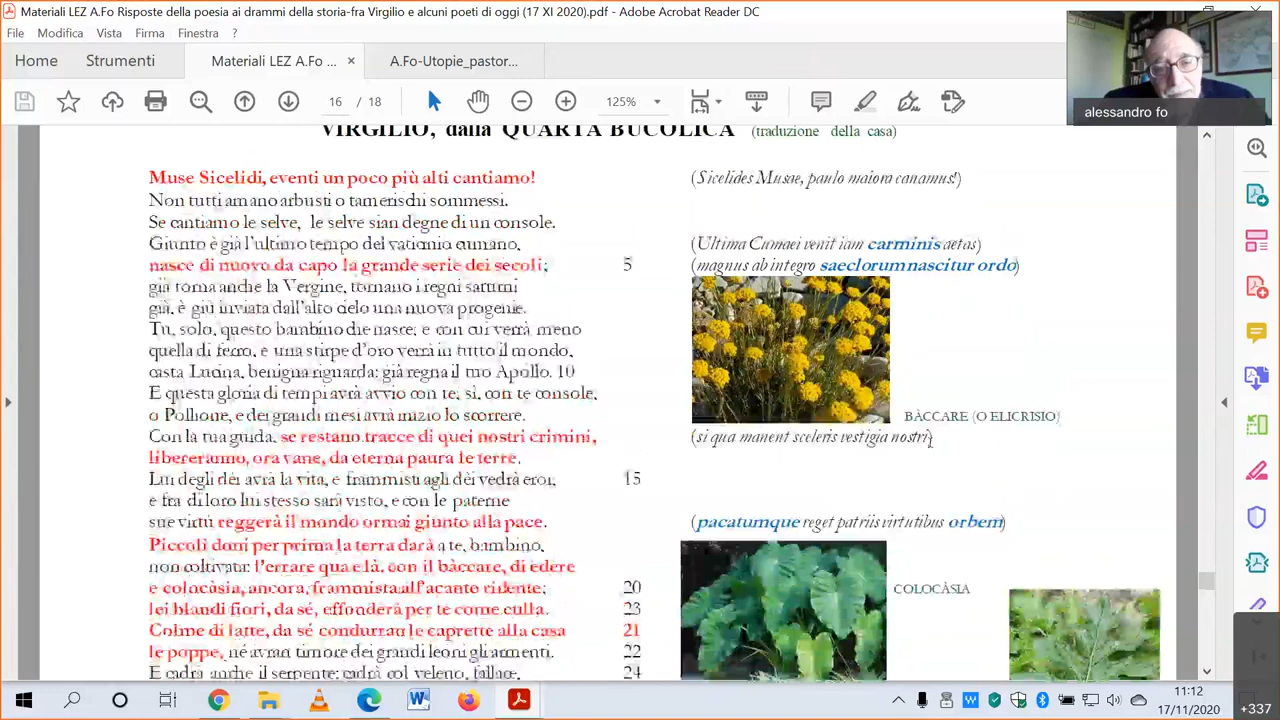 Materiali LEZ A.Fo Risposte della poesia ai drammi della storia-fra Virgilio e alcuni poeti di oggi (17 XI 2020).pdf - Adobe Acrobat Reader DC
File Modifica Vista Firma Finestra ?
Home Strumenti Materiali LEZ A.Fo ... × A.Fo-Utopie_pastor...
16 / 18 125%
alessandro fo
VIRGILIO, dalla QUARTA BUCOLICA (traduzione della casa)
Muse Sicelidi, eventi un poco più alti cantiamo! (Sicelides Musae, paulo maiora canamus!)
Non tutti amano arbusti o tamerischi sommessi.
Se cantiamo le selve, le selve sian degne di un console.
Giunto è già l'ultimo tempo del vaticinio cumano, (Ultima Cumaei venit iam carminis aetas)
nasce di nuovo da capo la grande serie dei secoli; 5 (magnus ab integro saeclorum nascitur ordo)
già torna anche la Vergine, tornano i regni saturni
già, è giù inviata dall'alto cielo una nuova progenie.
Tu, solo, questo bambino che nasce, e con cui verrà meno
quella di ferro, e una stirpe d'oro verrà in tutto il mondo,
casta Lucina, benigna riguarda: già regna il tuo Apollo. 10
E questa gloria di tempi avrà avvio con te, sì, con te console,
o Pollione, e dei grandi mesi avrà inizio lo scorrere. BÀCCARE (O ELICRISIO)
Con la tua guida, se restano tracce di quei nostri crimini, (si qua manent sceleris vestigia nostri)
libereranno, ora vane, da eterna paura le terre.
Lui degli dèi avrà la vita, e frammisti agli dèi vedrà eroi, 15
e fra di loro lui stesso sarà visto, e con le paterne
sue virtù reggerà il mondo ormai giunto alla pace. (pacatumque reget patriis virtutibus orbem)
Piccoli doni per prima la terra darà a te, bambino,
non coltivata: l'errare qua e là, con il bàccare, di edere
e colocàsia, ancora, frammista all'acanto ridente; 20 COLOCÀSIA
lei blandi fiori, da sé, effonderà per te come culla. 23
Colme di latte, da sé condurran le caprette alla casa 21
le poppe, né avran timore dei grandi leoni gli armenti. 22
E cadrà anche il serpente; cadrà col veleno, fallace, 24
11:12
17/11/2020
+337